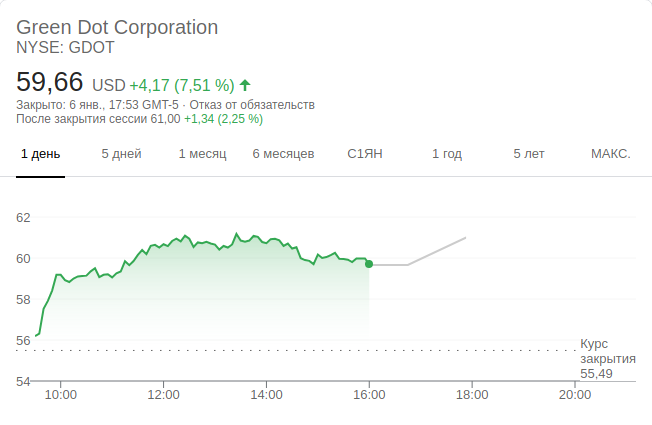 Green Dot Corporation
NYSE: GDOT
59,66 USD +4,17 (7,51 %) ↑
Закрыто: 6 янв., 17:53 GMT-5 · Отказ от обязательств
После закрытия сессии 61,00 +1,34 (2,25 %)
1 день 5 дней 1 месяц 6 месяцев С1ЯН 1 год 5 лет МАКС.
62
60
58
56
Курс
закрытия
55,49
54
10:00 12:00 14:00 16:00 18:00 20:00